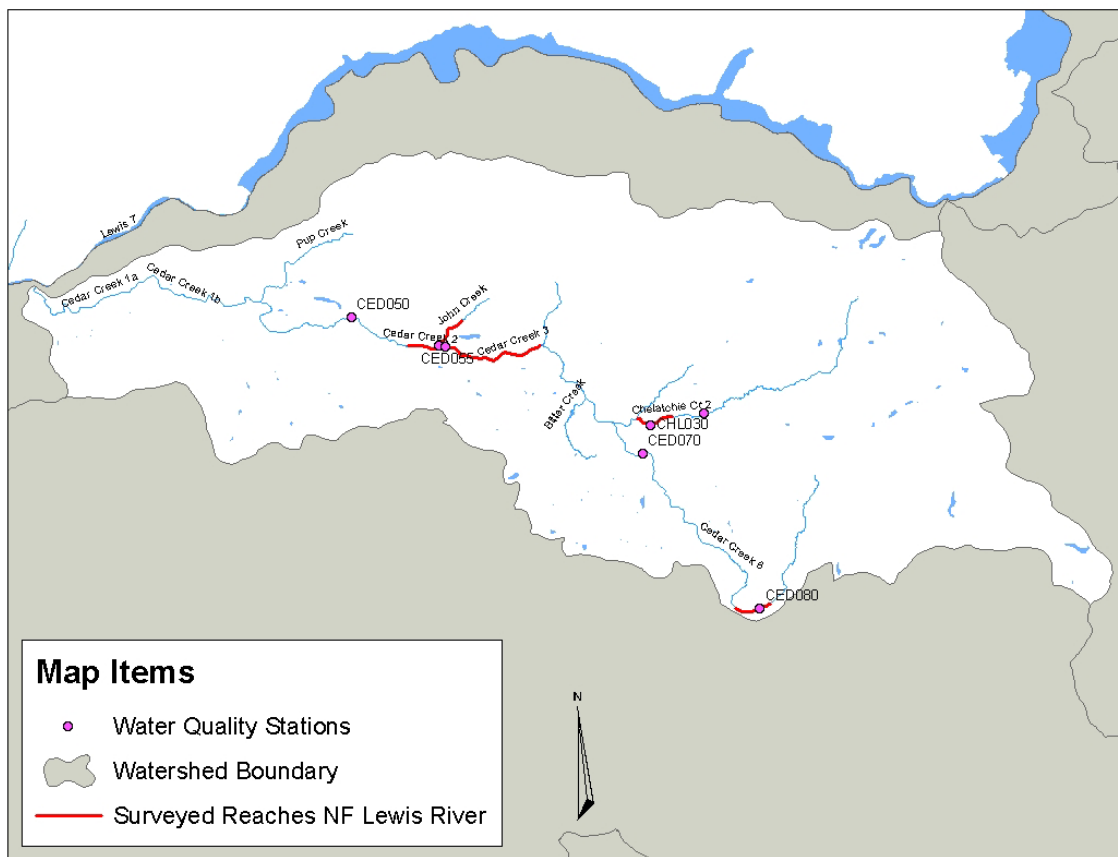 Lewis 7
Pup Creek
Cedar Creek 1a
Cedar Creek 1b
CED050
John Creek
Cedar Creek 2
Cedar Creek 3
CED055
Bitter Creek
Chelatchie Cr 2
CHL030
CED070
Cedar Creek 6
CED080
Map Items
Water Quality Stations
Watershed Boundary
Surveyed Reaches NF Lewis River
N